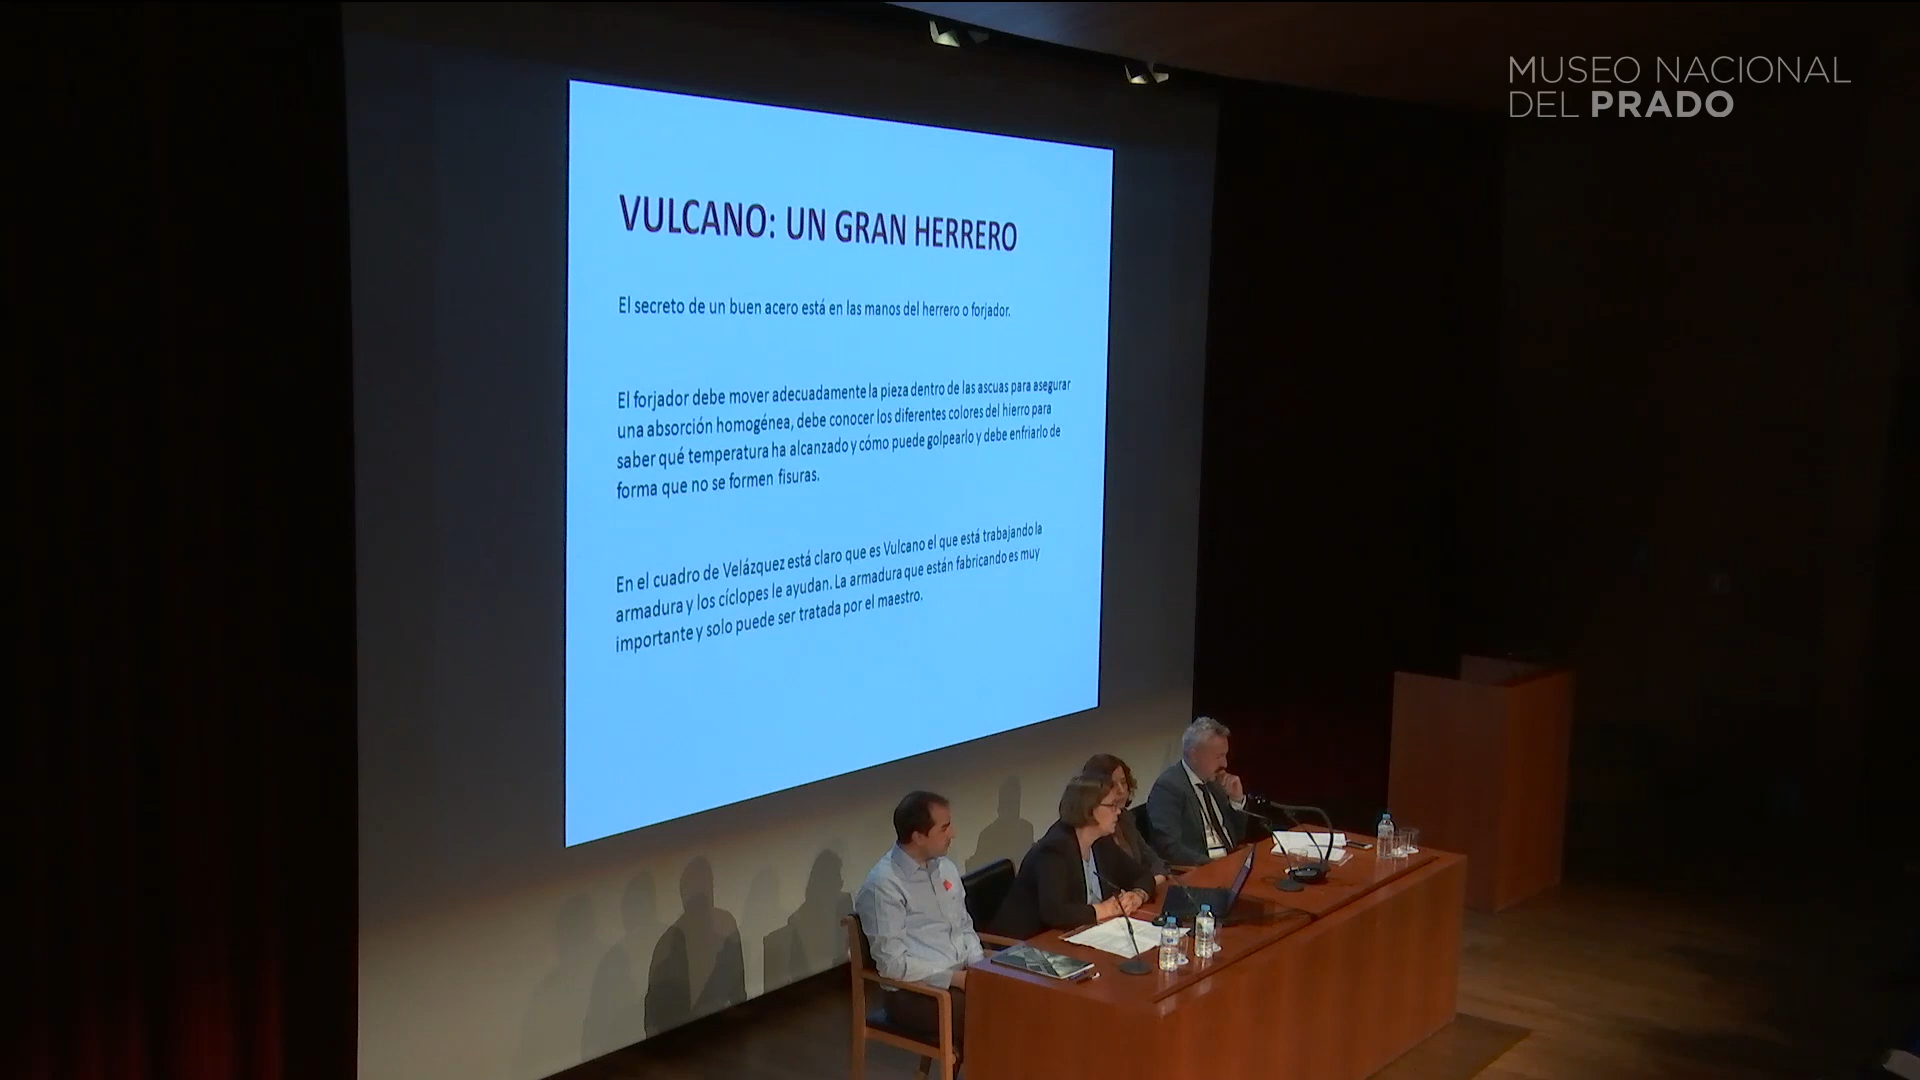 MUSEO NACIONAL
DEL PRADO
VULCANO: UN GRAN HERRERO
El secreto de un buen acero está en las manos del herrero o forjador.
El forjador debe mover adecuadamente la pieza dentro de las ascuas para asegurar
una absorción homogénea, debe conocer los diferentes colores del hierro para
saber qué temperatura ha alcanzado y cómo puede golpearlo y debe enfriarlo de
forma que no se formen fisuras.
En el cuadro de Velázquez está claro que es Vulcano el que está trabajando la
armadura y los cíclopes le ayudan. La armadura que están fabricando es muy
importante y solo puede ser tratada por el maestro.